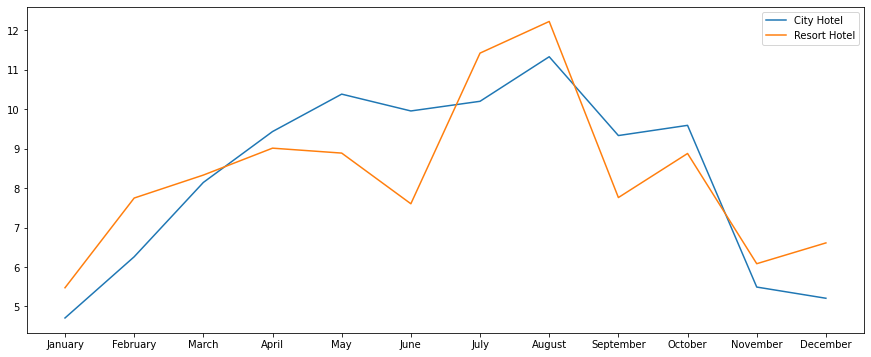 City Hotel
Resort Hotel
12
11
10
9
8
7
6
5
January February March April May June July August September October November December